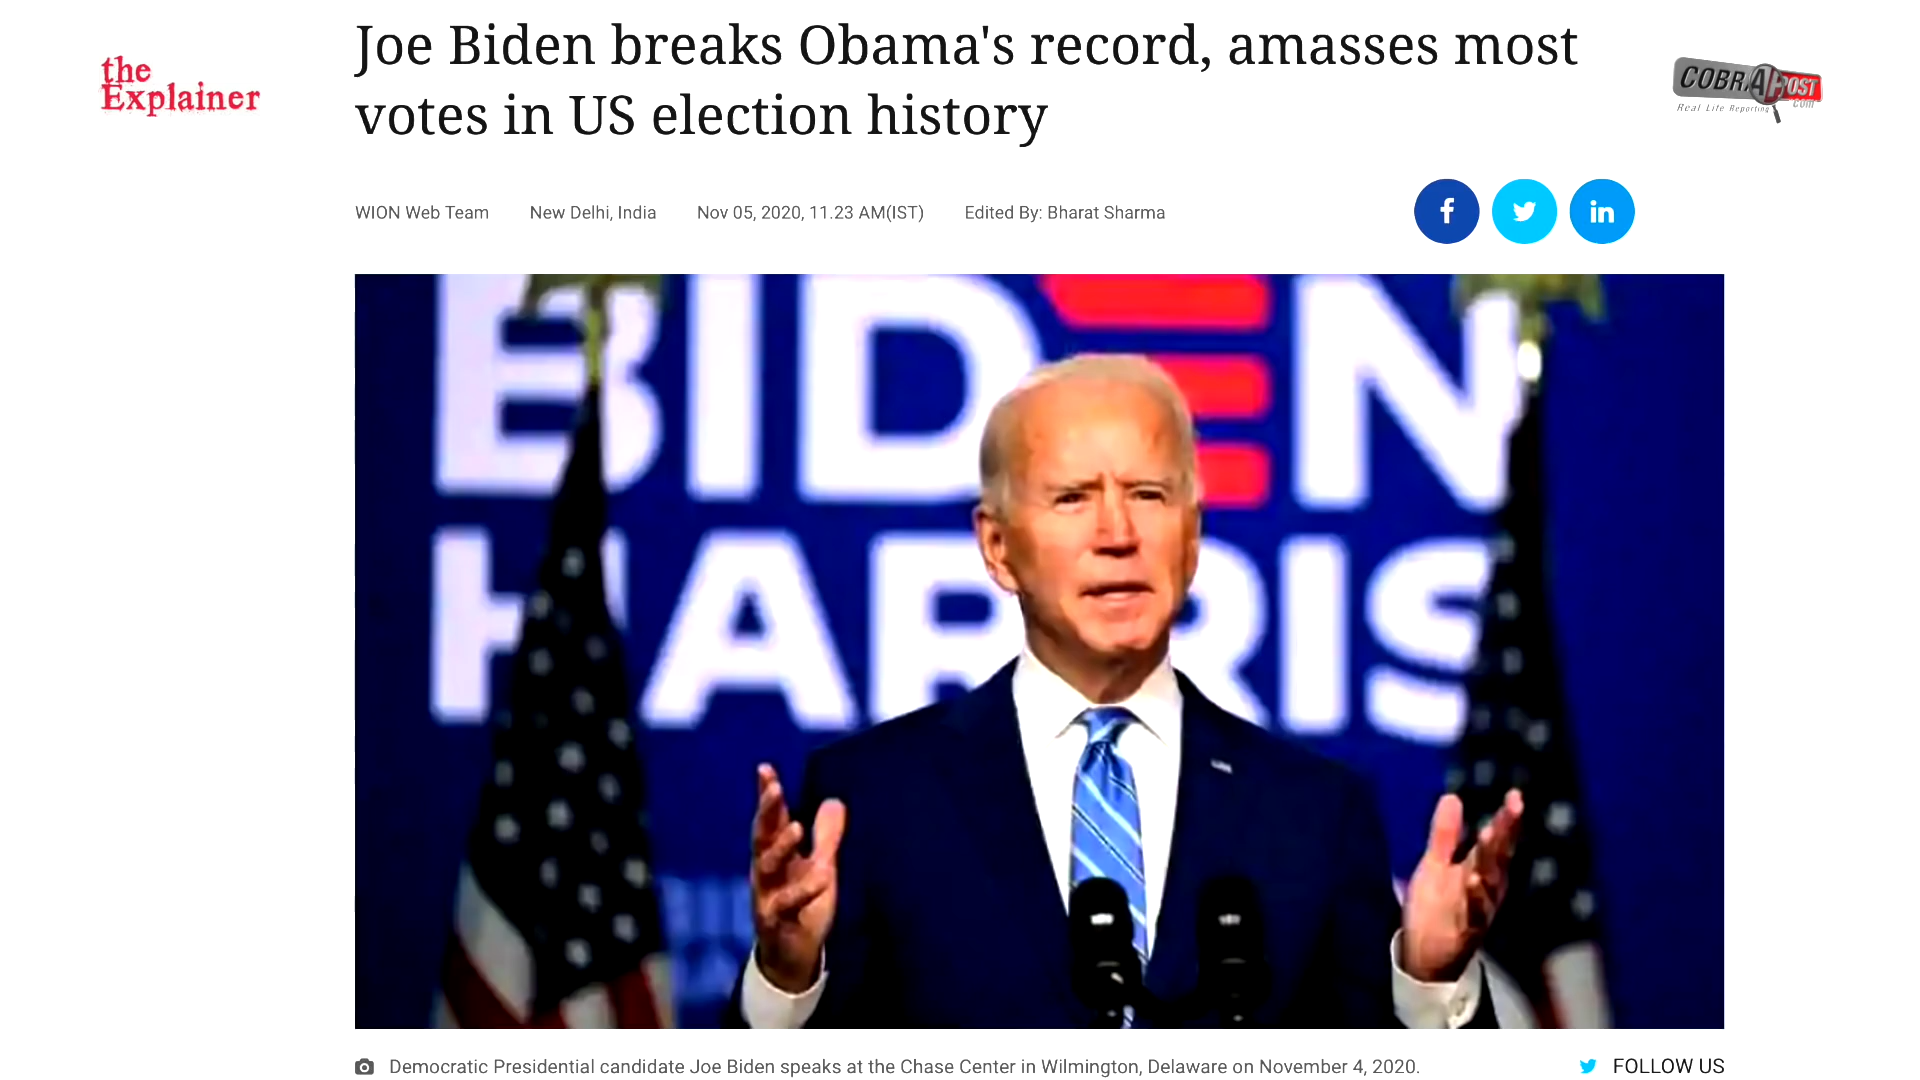 the
Explainer
Joe Biden breaks Obama's record, amasses most
votes in US election history
COBRAPOST
.com
Real Life Reporting
WION Web Team New Delhi, India Nov 05, 2020, 11.23 AM(IST) Edited By: Bharat Sharma
f in
BIDEN
HARRIS
Democratic Presidential candidate Joe Biden speaks at the Chase Center in Wilmington, Delaware on November 4, 2020. FOLLOW US